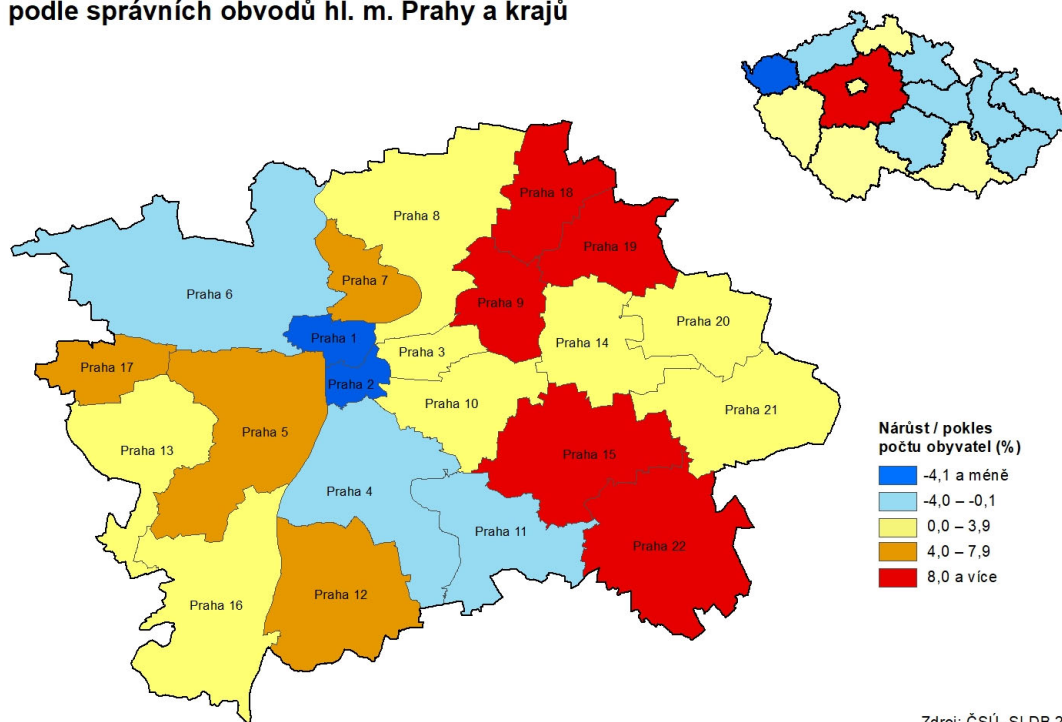 podle správních obvodů hl. m. Prahy a krajů
Praha 18
Praha 8
Praha 19
Praha 7
Praha 6
Praha 9
Praha 20
Praha 1
Praha 14
Praha 3
Praha 17
Praha 2
Praha 10
Praha 21
Praha 5
Praha 13
Praha 15
Praha 4
Praha 11
Praha 22
Praha 12
Praha 16
Nárůst / pokles
počtu obyvatel (%)
-4,1 a méně
-4,0 – -0,1
0,0 – 3,9
4,0 – 7,9
8,0 a více
Zdroj: ČSÚ, SLDB